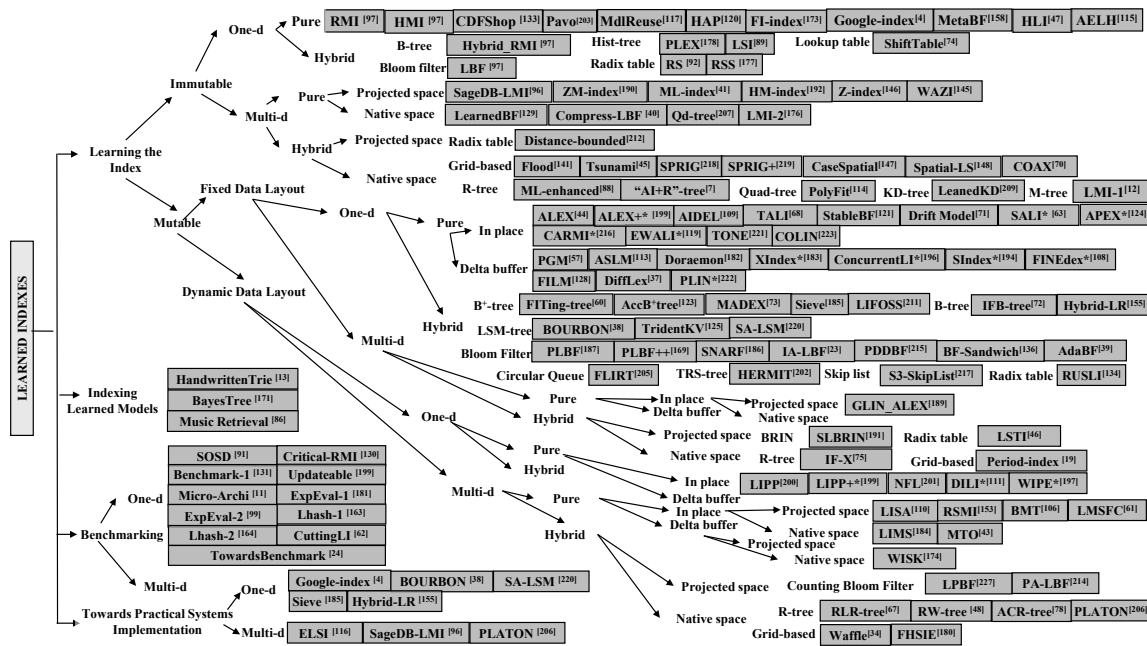 Pure RMI [97] HMI [97] CDFShop [133] Pavo[203] MdlReuse[117] HAP[120] FI-index[173] Google-index[4] MetaBF[158] HLI[47] AELH[115]
One-d
B-tree Hybrid_RMI [97] Hist-tree PLEX [178] LSI[89] Lookup table ShiftTable[74]
Hybrid
Bloom filter LBF [97] Radix table RS [92] RSS [177]
Immutable
Pure Projected space SageDB-LMI[96] ZM-index[190] ML-index[41] HM-index[192] Z-index[146] WAZI[145]
Multi-d
Native space LearnedBF[129] Compress-LBF [40] Qd-tree[207] LMI-2[176]
Hybrid Projected space Radix table Distance-bounded[212]
Learning the Index
Grid-based Flood[141] Tsunami[45] SPRIG[218] SPRIG+[219] CaseSpatial[147] Spatial-LS[148] COAX[70]
Native space
R-tree ML-enhanced[88] “AI+R”-tree[7] Quad-tree PolyFit[114] KD-tree LeanedKD[209] M-tree LMI-1[12]
Fixed Data Layout
Mutable
One-d
Pure In place ALEX[44] ALEX+*[199] AIDEL[109] TALI[68] StableBF[121] Drift Model[71] SALI* [63] APEX*[124]
CARMI*[216] EWALI*[119] TONE[221] COLIN[223]
Delta buffer PGM[57] ASLM[113] Doraemon[182] XIndex*[183] ConcurrentLI*[196] SIndex*[194] FINEdex*[108]
FILM[128] DiffLex[37] PLIN*[222]
Dynamic Data Layout
B+-tree FITing-tree[60] AccB+tree[123] MADEX[73] Sieve[185] LIFOSS[211] B-tree IFB-tree[72] Hybrid-LR[155]
Hybrid
LSM-tree BOURBON[38] TridentKV[125] SA-LSM[220]
Multi-d
Bloom Filter PLBF[187] PLBF++[169] SNARF[186] IA-LBF[23] PDDBF[215] BF-Sandwich[136] AdaBF[39]
Circular Queue FLIRT[205] TRS-tree HERMIT[202] Skip list S3-SkipList[217] Radix table RUSLI[134]
LEARNED INDEXES
Indexing Learned Models
HandwrittenTrie [13]
BayesTree [171]
Music Retrieval [86]
Pure In place Projected space GLIN_ALEX[189]
Delta buffer Native space
One-d
Hybrid Projected space BRIN SLBRIN[191] Radix table LSTI[46]
Native space R-tree IF-X[75] Grid-based Period-index [19]
Pure
Hybrid
In place LIPP[200] LIPP+*[199] NFL[201] DILI*[111] WIPE*[197]
Delta buffer
Multi-d
Pure In place Projected space LISA[110] RSMI[153] BMT[106] LMSFC[61]
Delta buffer Native space LIMS[184] MTO[43]
Hybrid
Projected space
Native space WISK[174]
Projected space Counting Bloom Filter LPBF[227] PA-LBF[214]
Native space R-tree RLR-tree[67] RW-tree[48] ACR-tree[78] PLATON[206]
Grid-based Waffle[34] FHSIE[180]
Benchmarking
One-d
SOSD [91] Critical-RMI [130]
Benchmark-1 [131] Updateable [199]
Micro-Archi [11] ExpEval-1 [181]
ExpEval-2 [99] Lhash-1 [163]
Lhash-2 [164] CuttingLI [62]
TowardsBenchmark [24]
Multi-d
Towards Practical Systems Implementation
One-d
Google-index [4] BOURBON [38] SA-LSM [220]
Sieve [185] Hybrid-LR [155]
Multi-d ELSI [116] SageDB-LMI [96] PLATON [206]